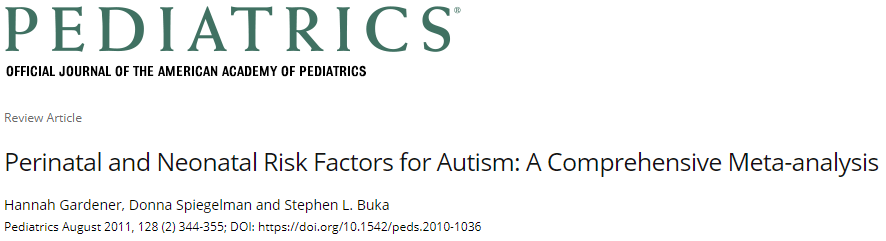 PEDIATRICS®
OFFICIAL JOURNAL OF THE AMERICAN ACADEMY OF PEDIATRICS
Review Article
Perinatal and Neonatal Risk Factors for Autism: A Comprehensive Meta-analysis
Hannah Gardener, Donna Spiegelman and Stephen L. Buka
Pediatrics August 2011, 128 (2) 344-355; DOI: https://doi.org/10.1542/peds.2010-1036